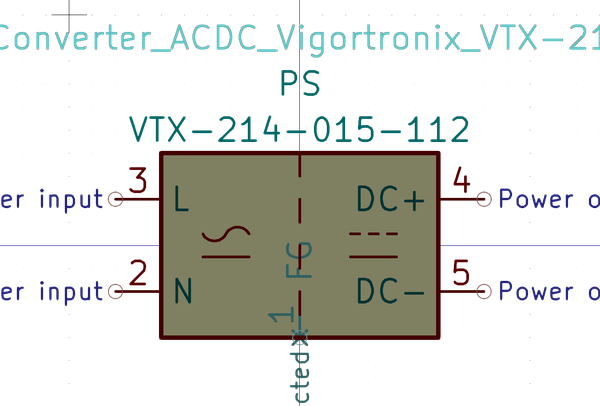 Converter_ACDC_Vigortronix_VTX-21
PS
VTX-214-015-112
er input 3 L DC+ 4 Power o
FG
er input 2 N DC- 5 Power o
1
ctedx